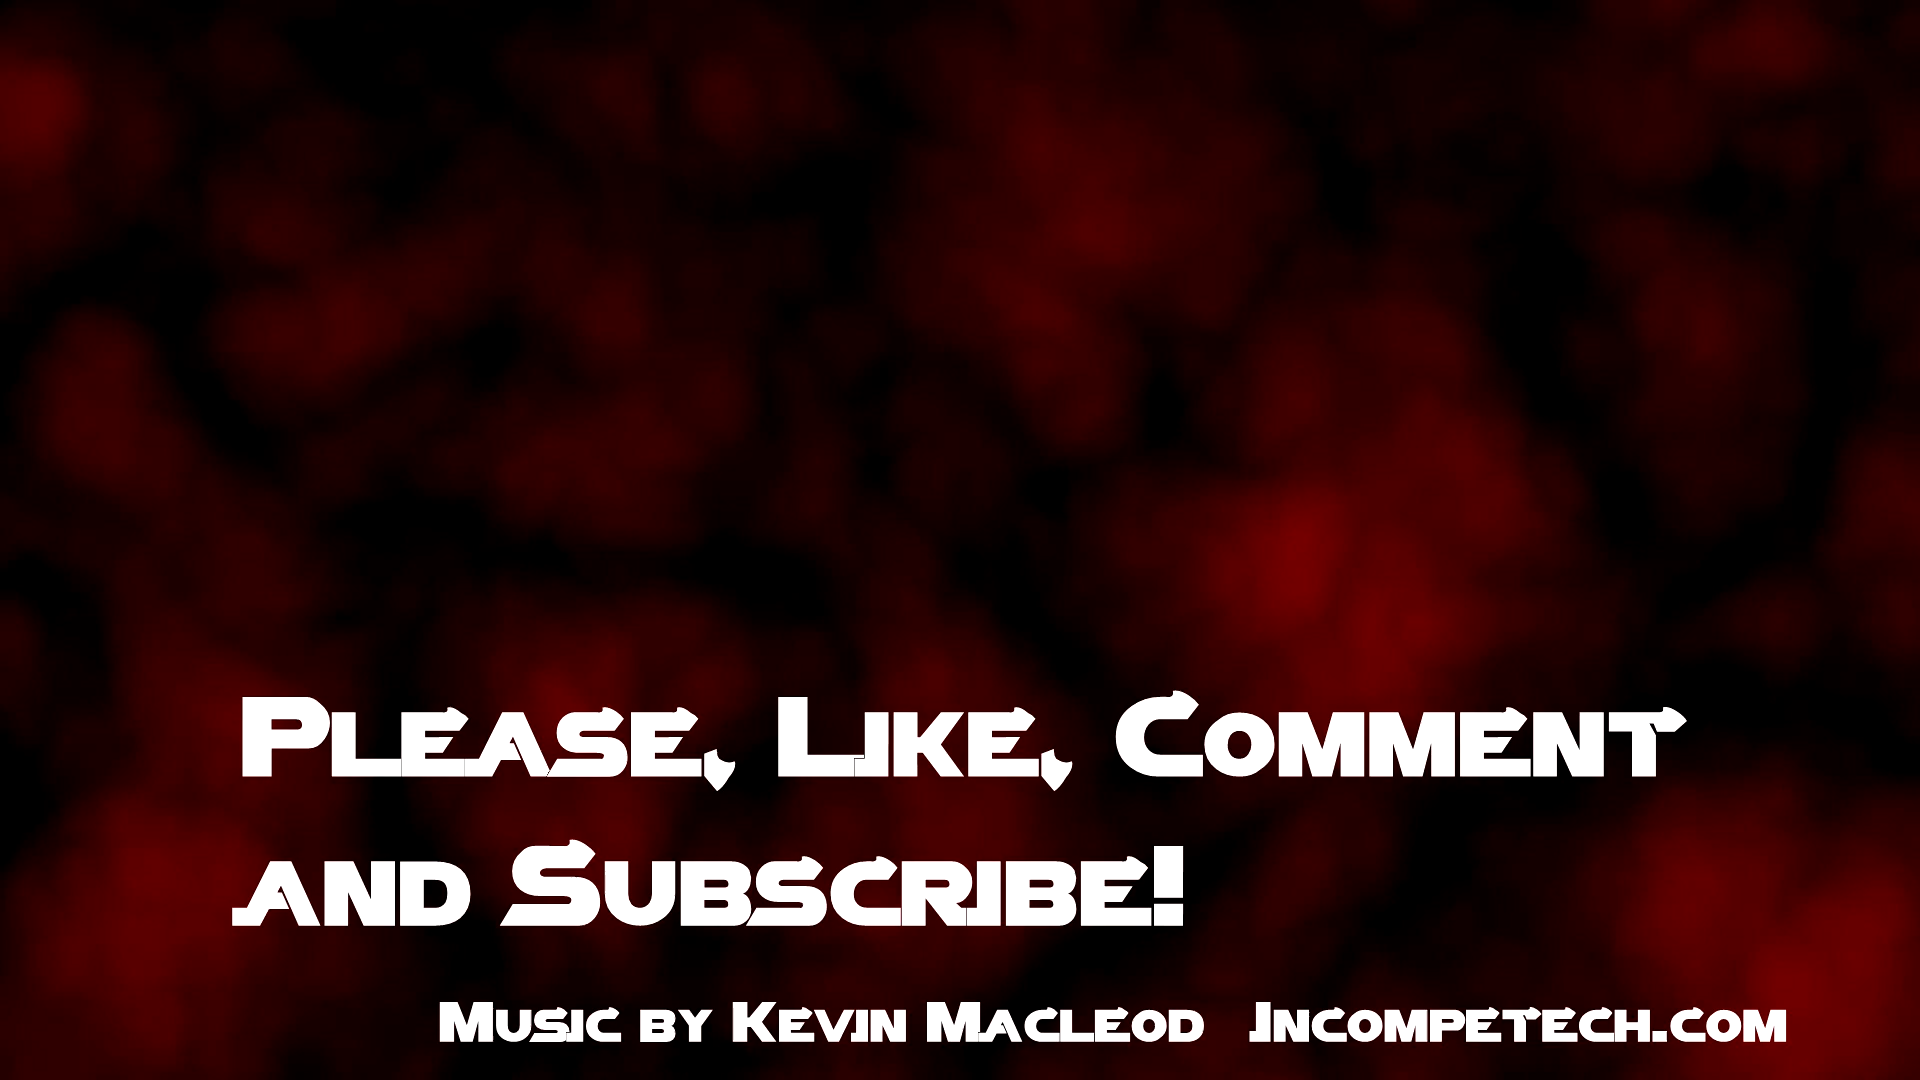 Please, Like, Comment
and Subscribe!
Music by Kevin Macleod Incompetech.com